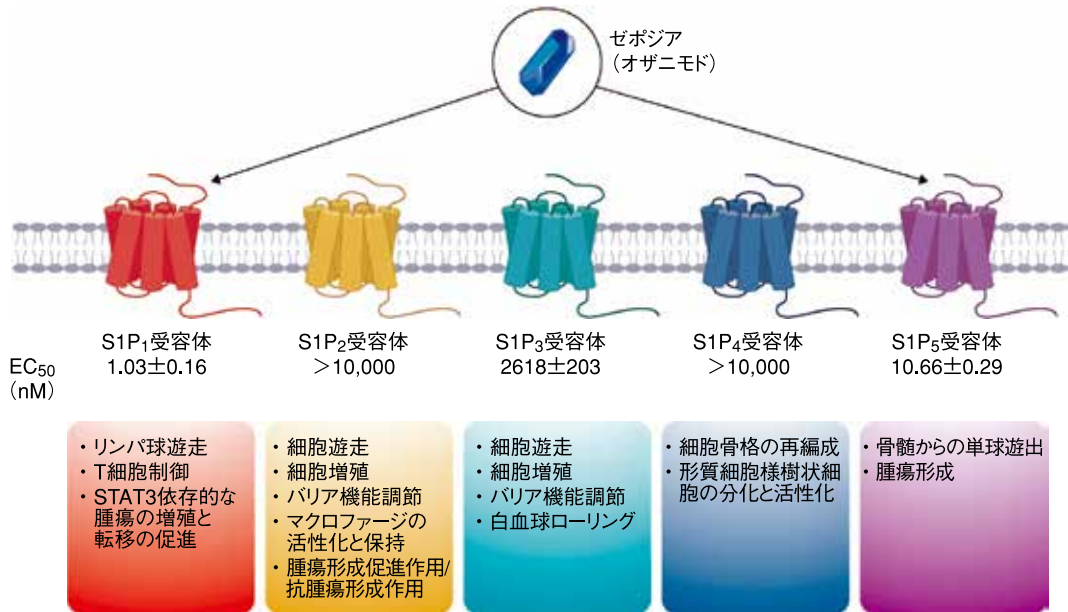 ゼポジア
（オザニモド）
S1P1受容体
1.03±0.16
S1P2受容体
＞10,000
S1P3受容体
2618±203
S1P4受容体
＞10,000
S1P5受容体
10.66±0.29
EC50
（nM）
・リンパ球遊走
・T細胞制御
・STAT3依存的な
腫瘍の増殖と
転移の促進
・細胞遊走
・細胞増殖
・バリア機能調節
・マクロファージの
活性化と保持
・腫瘍形成促進作用/
抗腫瘍形成作用
・細胞遊走
・細胞増殖
・バリア機能調節
・白血球ローリング
・細胞骨格の再編成
・形質細胞様樹状細
胞の分化と活性化
・骨髄からの単球遊出
・腫瘍形成